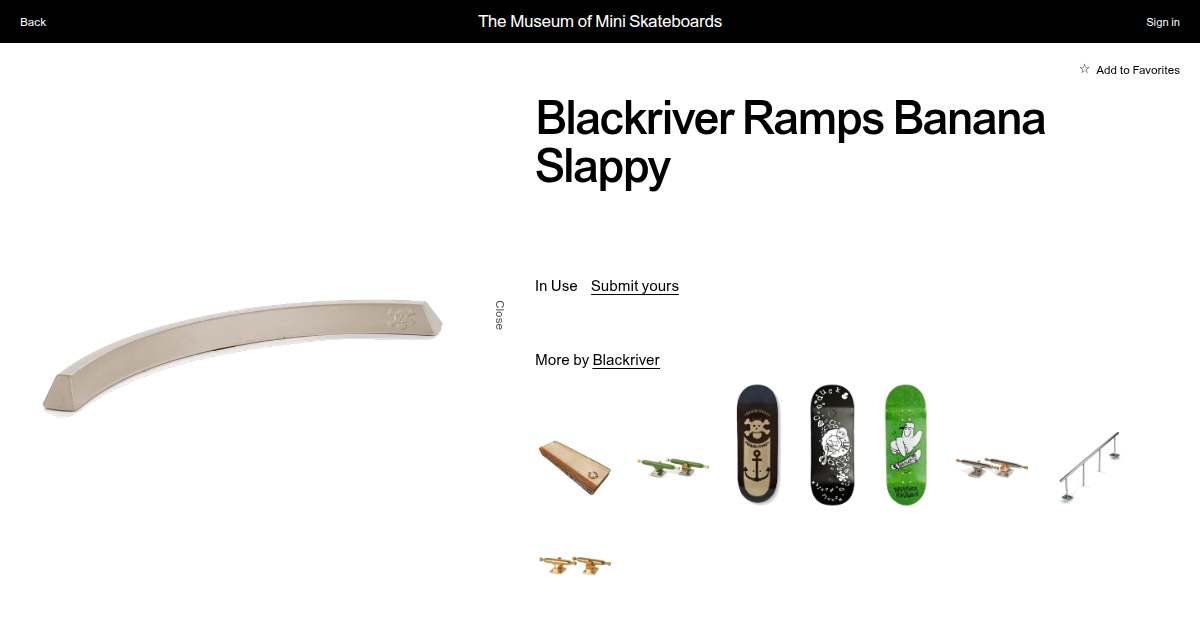 Back
The Museum of Mini Skateboards
Sign in
☆ Add to Favorites
Blackriver Ramps Banana
Slappy
In Use Submit yours
Close
More by Blackriver